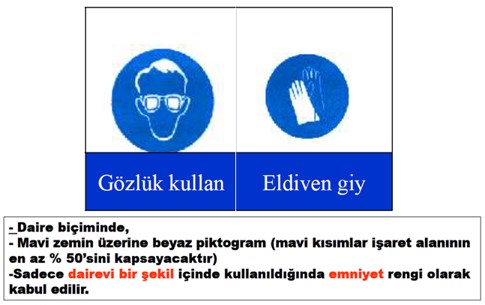 Gözlük kullan
Eldiven giy
- Daire biçiminde,
- Mavi zemin üzerine beyaz piktogram (mavi kısımlar işaret alanının
en az % 50’sini kapsayacaktır)
-Sadece dairevi bir şekil içinde kullanıldığında emniyet rengi olarak
kabul edilir.